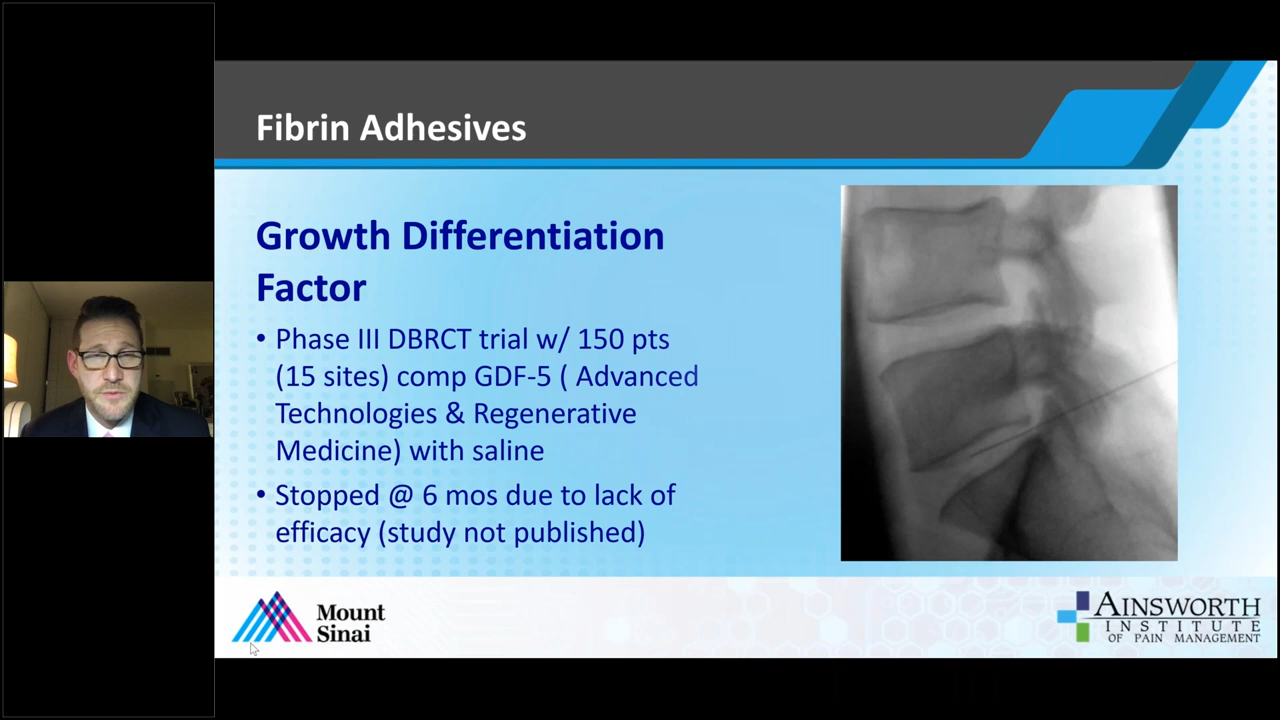 Fibrin Adhesives
Growth Differentiation
Factor
• Phase III DBRCT trial w/ 150 pts
(15 sites) comp GDF-5 ( Advanced
Technologies & Regenerative
Medicine) with saline
• Stopped @ 6 mos due to lack of
efficacy (study not published)
Mount
Sinai
AINSWORTH
INSTITUTE
OF PAIN MANAGEMENT